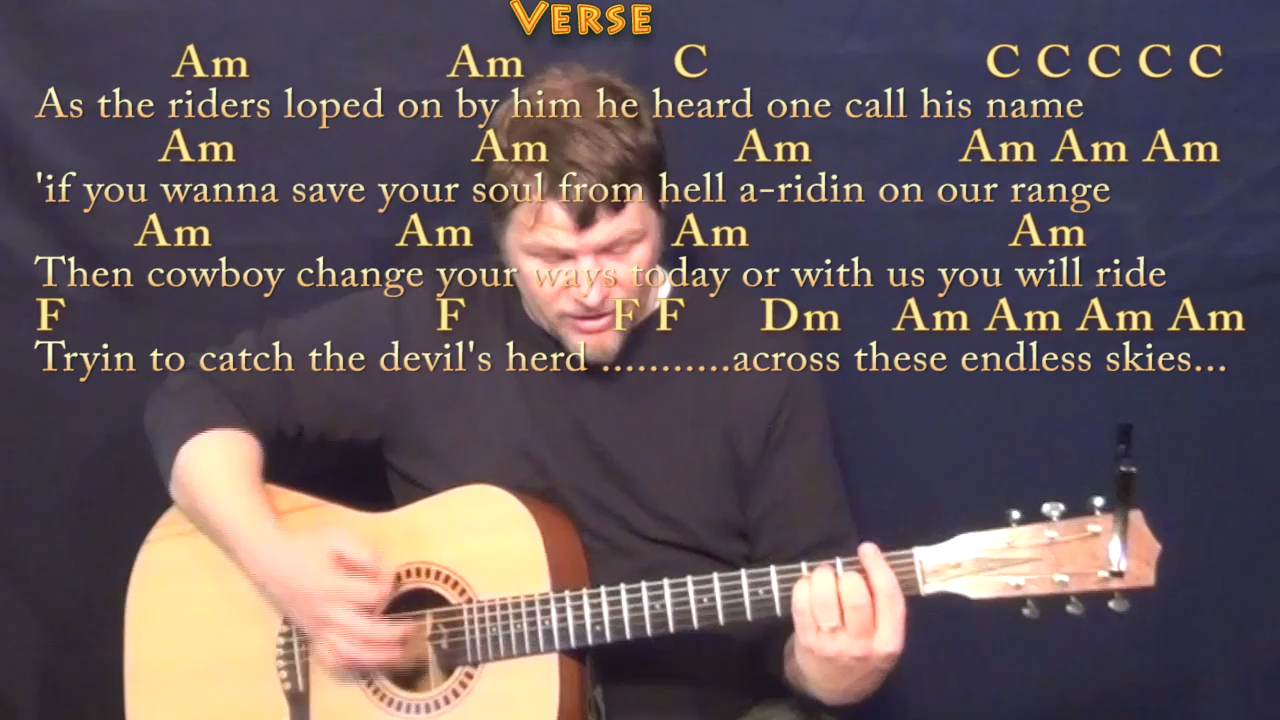 VERSE
Am Am C C C C C C
As the riders loped on by him he heard one call his name
Am Am Am Am Am Am
'if you wanna save your soul from hell a-ridin on our range
Am Am Am Am
Then cowboy change your ways today or with us you will ride
F F F F Dm Am Am Am Am
Tryin to catch the devil's herd ...........across these endless skies...